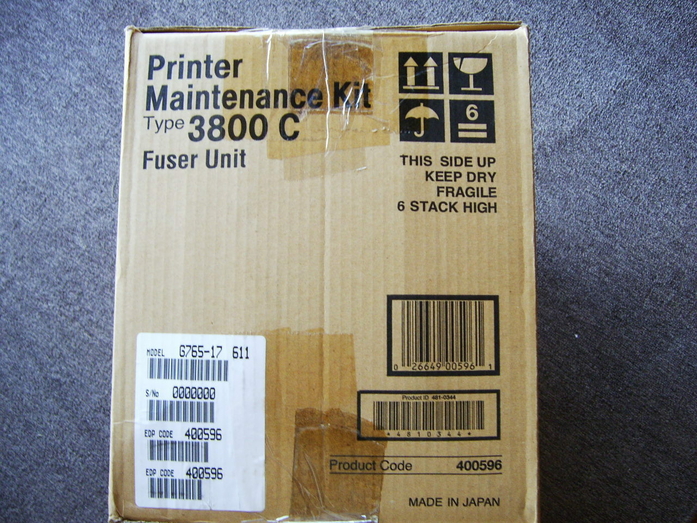 Printer
Maintenance Kit
Type 3800 C
Fuser Unit
6
THIS SIDE UP
KEEP DRY
FRAGILE
6 STACK HIGH
0 26649 00596 1
Product ID 481-0344
*4810344*
Product Code 400596
MADE IN JAPAN
MODEL G765-17 611
S/No 0000000
EDP CODE 400596
EDP CODE 400596